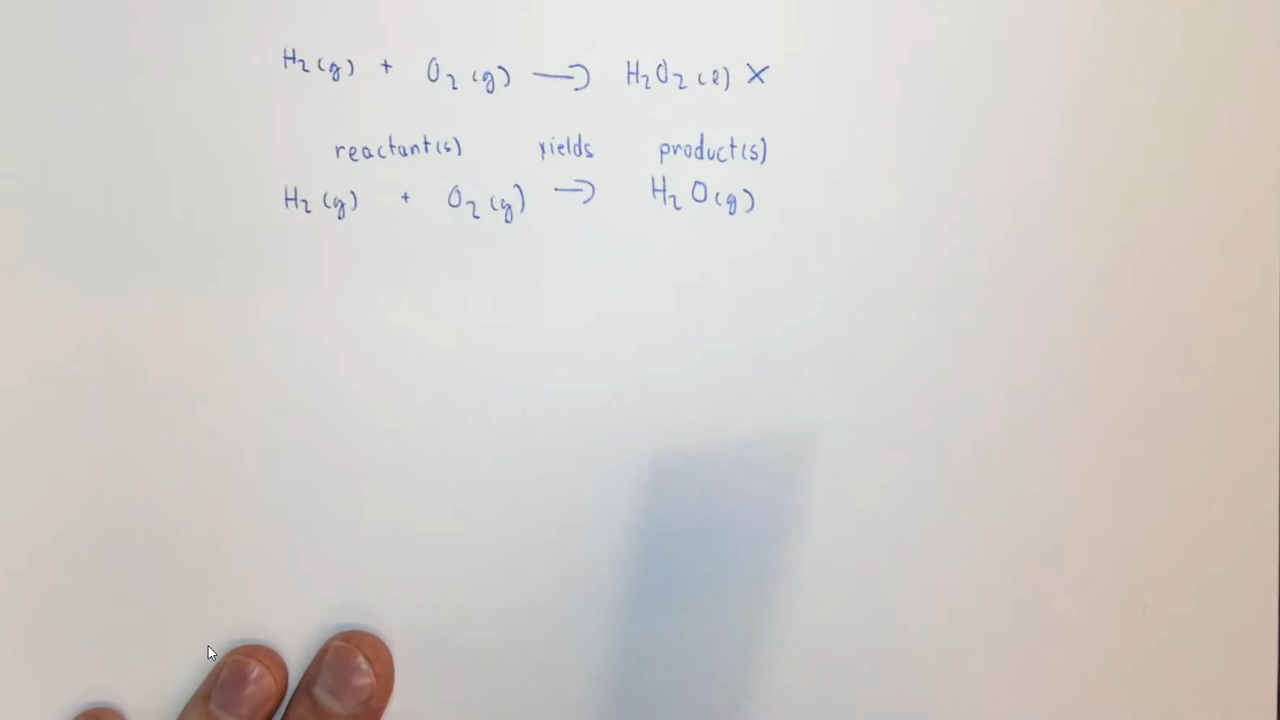 H₂(g) + O₂(g) → H₂O₂(l) X
reactant(s) yields product(s)
H₂(g) + O₂(g) → H₂O(g)